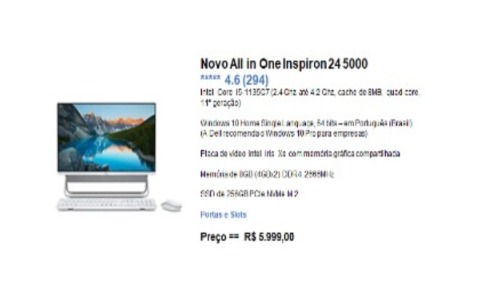 Novo All in One Inspiron 24 5000
***** 4.6 (294)
Intel Core i5-1135G7 (2.4 Ghz até 4.2 Ghz, cache de 8MB, quad-core,
11ª geração)
Windows 10 Home Single Language, 64 bits – em Português (Brasil)
(A Dell recomenda o Windows 10 Pro para empresas)
Placa de vídeo Intel Iris Xe com memória gráfica compartilhada
Memória de 8GB (4GBx2) DDR4, 2666MHz
SSD de 256GB PCIe NVMe M.2
Portas e Slots
Preço == R$ 5.999,00